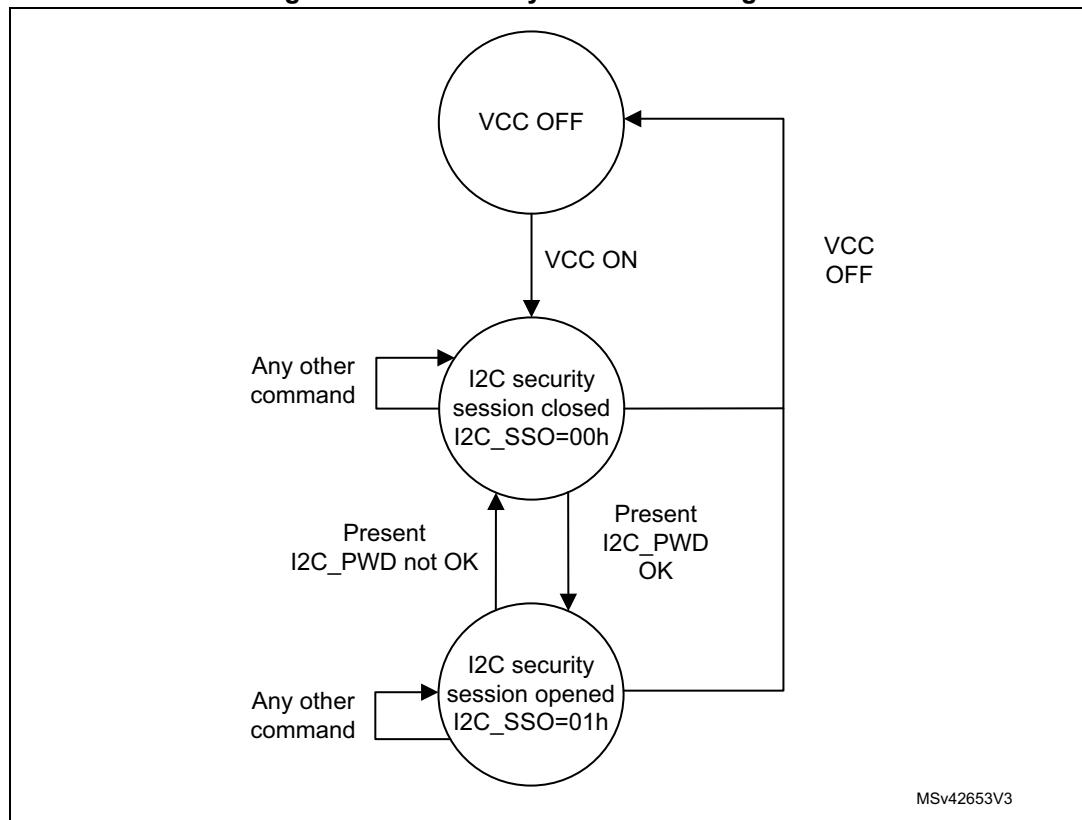 VCC OFF
VCC ON
VCC
OFF
Any other
command
I2C security
session closed
I2C_SSO=00h
Present
I2C_PWD not OK
Present
I2C_PWD
OK
Any other
command
I2C security
session opened
I2C_SSO=01h
MSv42653V3